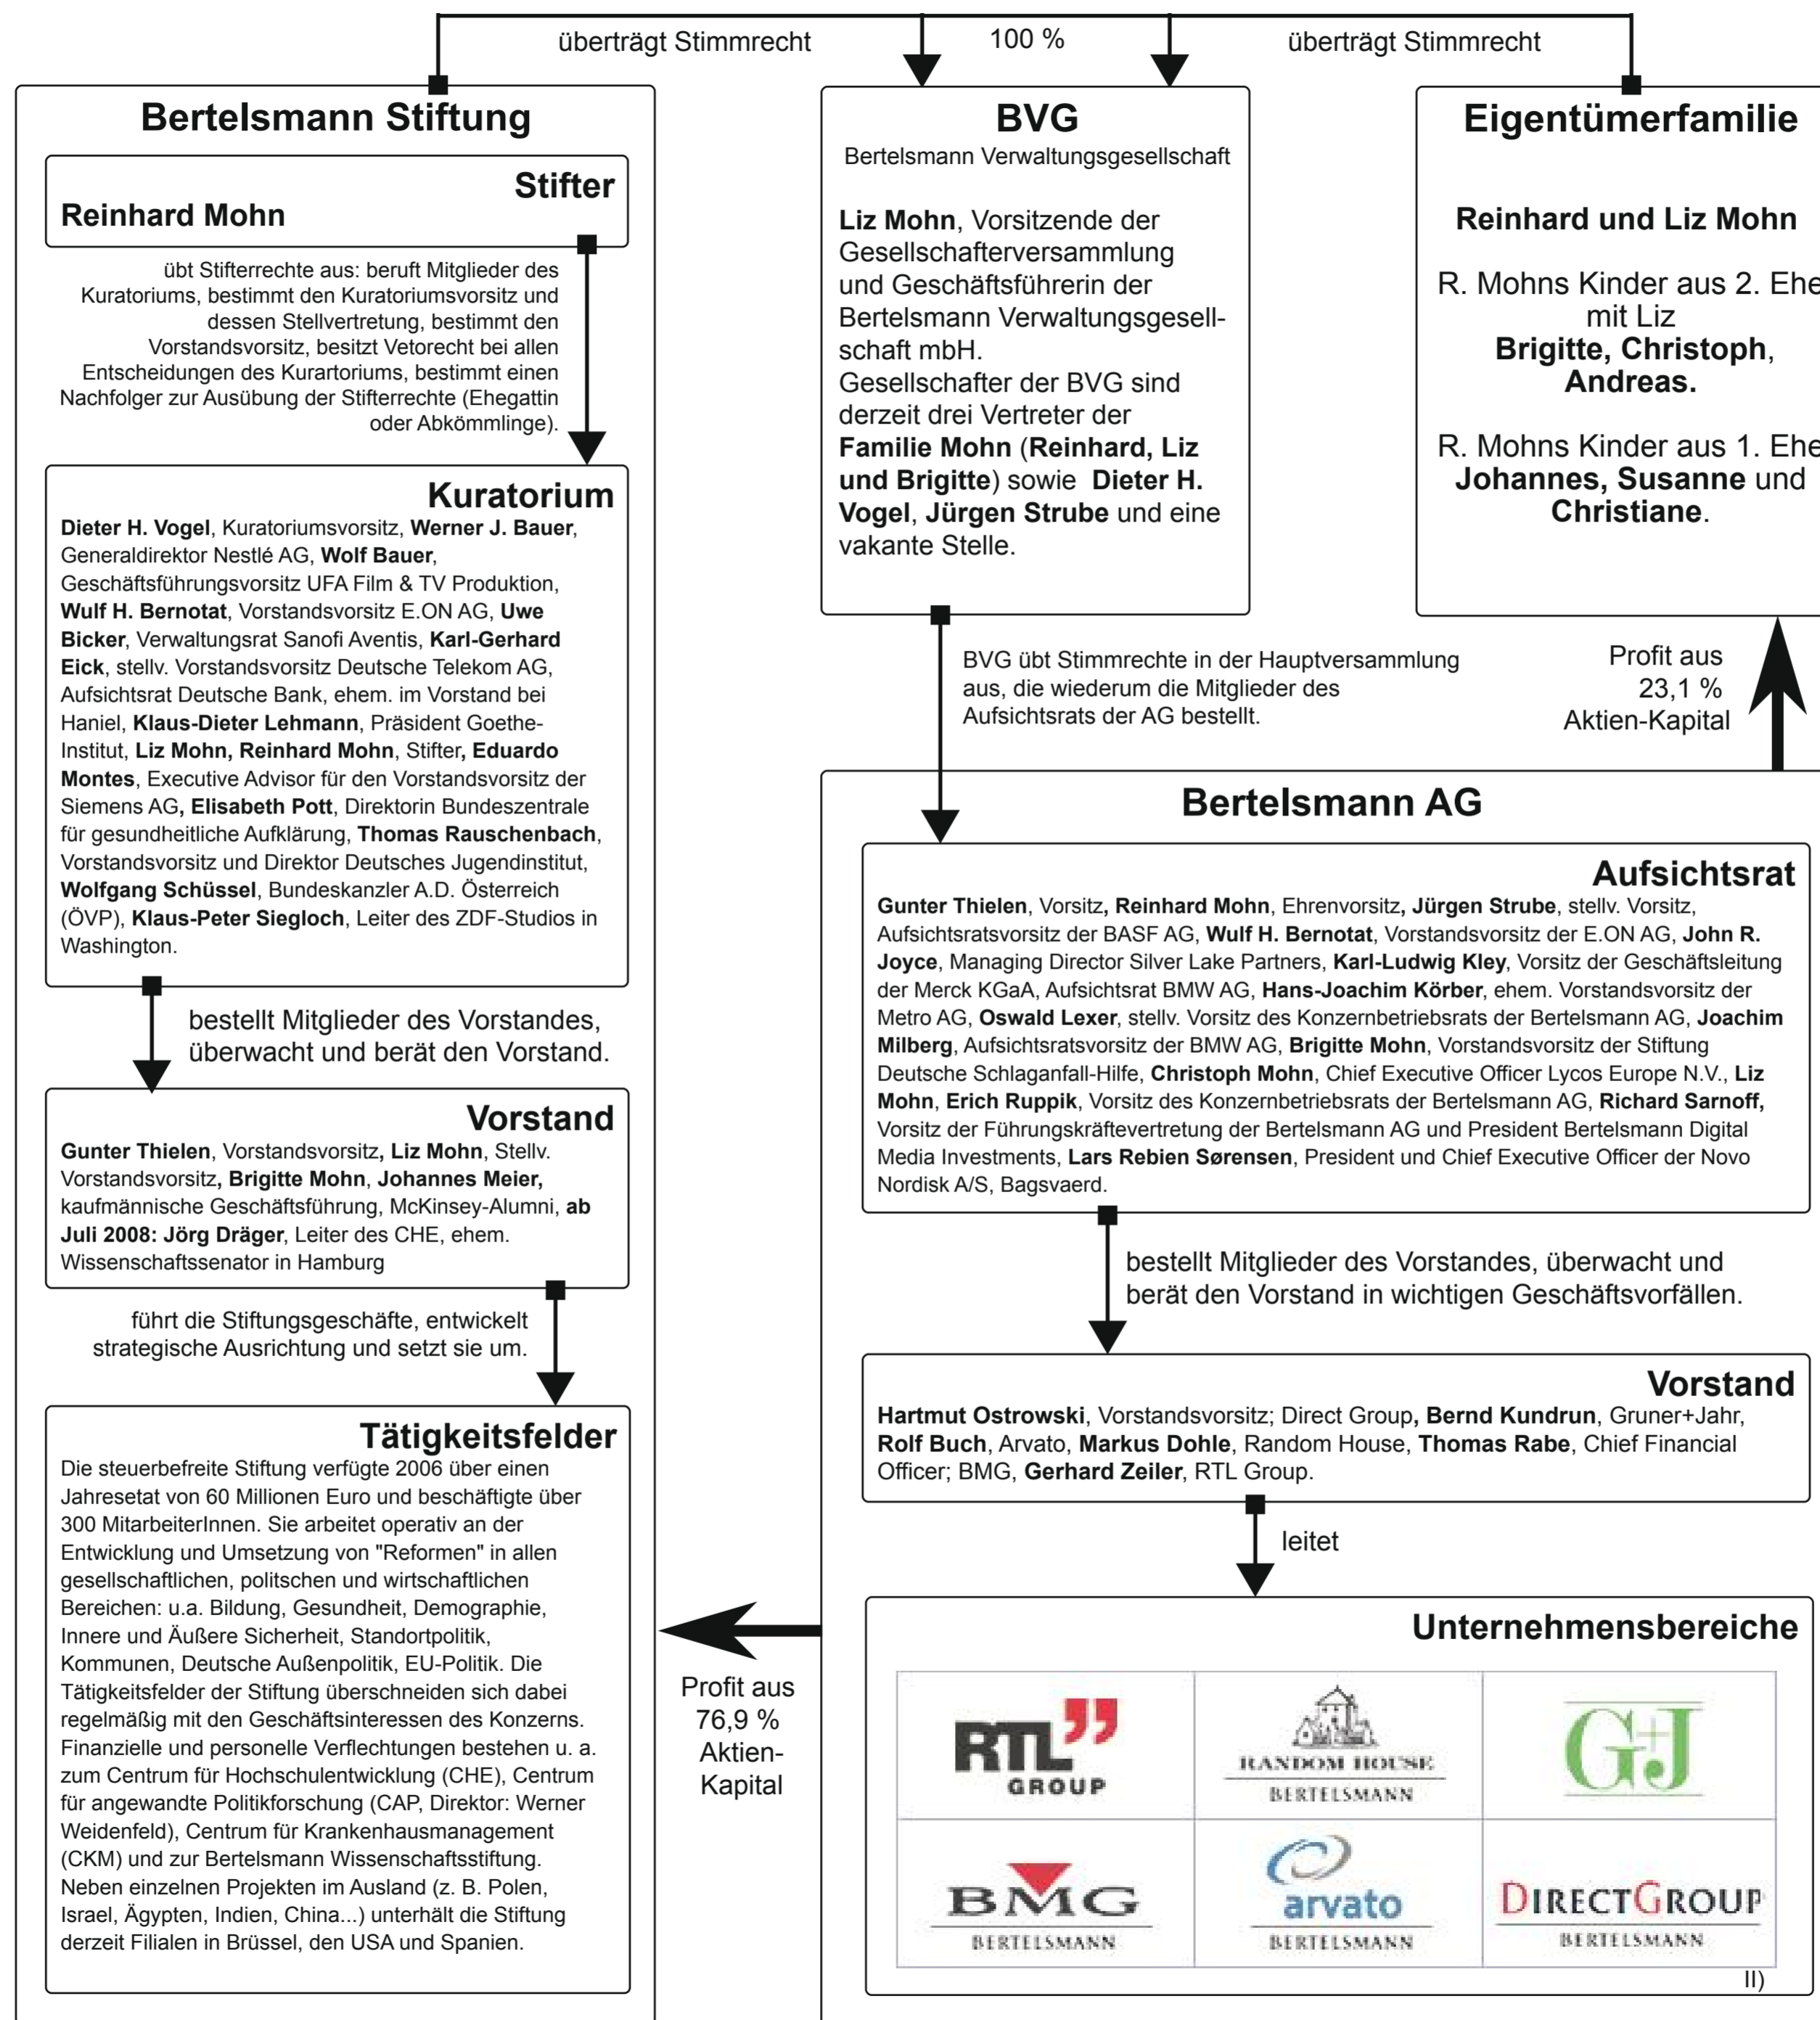 überträgt Stimmrecht
100 %
überträgt Stimmrecht
Bertelsmann Stiftung
Stifter
Reinhard Mohn
übt Stifterrechte aus: beruft Mitglieder des
Kuratoriums, bestimmt den Kuratoriumsvorsitz und
dessen Stellvertretung, bestimmt den
Vorstandsvorsitz, besitzt Vetorecht bei allen
Entscheidungen des Kurartoriums, bestimmt einen
Nachfolger zur Ausübung der Stifterrechte (Ehegattin
oder Abkömmlinge).
Kuratorium
Dieter H. Vogel, Kuratoriumsvorsitz, Werner J. Bauer,
Generaldirektor Nestlé AG, Wolf Bauer,
Geschäftsführungsvorsitz UFA Film & TV Produktion,
Wulf H. Bernotat, Vorstandsvorsitz E.ON AG, Uwe
Bicker, Verwaltungsrat Sanofi Aventis, Karl-Gerhard
Eick, stellv. Vorstandsvorsitz Deutsche Telekom AG,
Aufsichtsrat Deutsche Bank, ehem. im Vorstand bei
Haniel, Klaus-Dieter Lehmann, Präsident Goethe-
Institut, Liz Mohn, Reinhard Mohn, Stifter, Eduardo
Montes, Executive Advisor für den Vorstandsvorsitz der
Siemens AG, Elisabeth Pott, Direktorin Bundeszentrale
für gesundheitliche Aufklärung, Thomas Rauschenbach,
Vorstandsvorsitz und Direktor Deutsches Jugendinstitut,
Wolfgang Schüssel, Bundeskanzler A.D. Österreich
(ÖVP), Klaus-Peter Siegloch, Leiter des ZDF-Studios in
Washington.
bestellt Mitglieder des Vorstandes,
überwacht und berät den Vorstand.
Vorstand
Gunter Thielen, Vorstandsvorsitz, Liz Mohn, Stellv.
Vorstandsvorsitz, Brigitte Mohn, Johannes Meier,
kaufmännische Geschäftsführung, McKinsey-Alumni, ab
Juli 2008: Jörg Dräger, Leiter des CHE, ehem.
Wissenschaftssenator in Hamburg
führt die Stiftungsgeschäfte, entwickelt
strategische Ausrichtung und setzt sie um.
Tätigkeitsfelder
Die steuerbefreite Stiftung verfügte 2006 über einen
Jahresetat von 60 Millionen Euro und beschäftigte über
300 MitarbeiterInnen. Sie arbeitet operativ an der
Entwicklung und Umsetzung von "Reformen" in allen
gesellschaftlichen, politschen und wirtschaftlichen
Bereichen: u.a. Bildung, Gesundheit, Demographie,
Innere und Äußere Sicherheit, Standortpolitik,
Kommunen, Deutsche Außenpolitik, EU-Politik. Die
Tätigkeitsfelder der Stiftung überschneiden sich dabei
regelmäßig mit den Geschäftsinteressen des Konzerns.
Finanzielle und personelle Verflechtungen bestehen u. a.
zum Centrum für Hochschulentwicklung (CHE), Centrum
für angewandte Politikforschung (CAP, Direktor: Werner
Weidenfeld), Centrum für Krankenhausmanagement
(CKM) und zur Bertelsmann Wissenschaftsstiftung.
Neben einzelnen Projekten im Ausland (z. B. Polen,
Israel, Ägypten, Indien, China...) unterhält die Stiftung
derzeit Filialen in Brüssel, den USA und Spanien.
BVG
Bertelsmann Verwaltungsgesellschaft
Liz Mohn, Vorsitzende der
Gesellschafterversammlung
und Geschäftsführerin der
Bertelsmann Verwaltungsgesell-
schaft mbH.
Gesellschafter der BVG sind
derzeit drei Vertreter der
Familie Mohn (Reinhard, Liz
und Brigitte) sowie Dieter H.
Vogel, Jürgen Strube und eine
vakante Stelle.
Eigentümerfamilie
Reinhard und Liz Mohn
R. Mohns Kinder aus 2. Ehe
mit Liz
Brigitte, Christoph,
Andreas.
R. Mohns Kinder aus 1. Ehe
Johannes, Susanne und
Christiane.
BVG übt Stimmrechte in der Hauptversammlung
aus, die wiederum die Mitglieder des
Aufsichtsrats der AG bestellt.
Profit aus
23,1 %
Aktien-Kapital
Bertelsmann AG
Aufsichtsrat
Gunter Thielen, Vorsitz, Reinhard Mohn, Ehrenvorsitz, Jürgen Strube, stellv. Vorsitz,
Aufsichtsratsvorsitz der BASF AG, Wulf H. Bernotat, Vorstandsvorsitz der E.ON AG, John R.
Joyce, Managing Director Silver Lake Partners, Karl-Ludwig Kley, Vorsitz der Geschäftsleitung
der Merck KGaA, Aufsichtsrat BMW AG, Hans-Joachim Körber, ehem. Vorstandsvorsitz der
Metro AG, Oswald Lexer, stellv. Vorsitz des Konzernbetriebsrats der Bertelsmann AG, Joachim
Milberg, Aufsichtsratsvorsitz der BMW AG, Brigitte Mohn, Vorstandsvorsitz der Stiftung
Deutsche Schlaganfall-Hilfe, Christoph Mohn, Chief Executive Officer Lycos Europe N.V., Liz
Mohn, Erich Ruppik, Vorsitz des Konzernbetriebsrats der Bertelsmann AG, Richard Sarnoff,
Vorsitz der Führungskräftevertretung der Bertelsmann AG und President Bertelsmann Digital
Media Investments, Lars Rebien Sørensen, President und Chief Executive Officer der Novo
Nordisk A/S, Bagsvaerd.
bestellt Mitglieder des Vorstandes, überwacht und
berät den Vorstand in wichtigen Geschäftsvorfällen.
Vorstand
Hartmut Ostrowski, Vorstandsvorsitz; Direct Group, Bernd Kundrun, Gruner+Jahr,
Rolf Buch, Arvato, Markus Dohle, Random House, Thomas Rabe, Chief Financial
Officer; BMG, Gerhard Zeiler, RTL Group.
leitet
Profit aus
76,9 %
Aktien-
Kapital
Unternehmensbereiche
RTL
GROUP
RANDOM HOUSE
BERTELSMANN
G+J
BMG
BERTELSMANN
arvato
BERTELSMANN
DIRECTGROUP
BERTELSMANN
II)